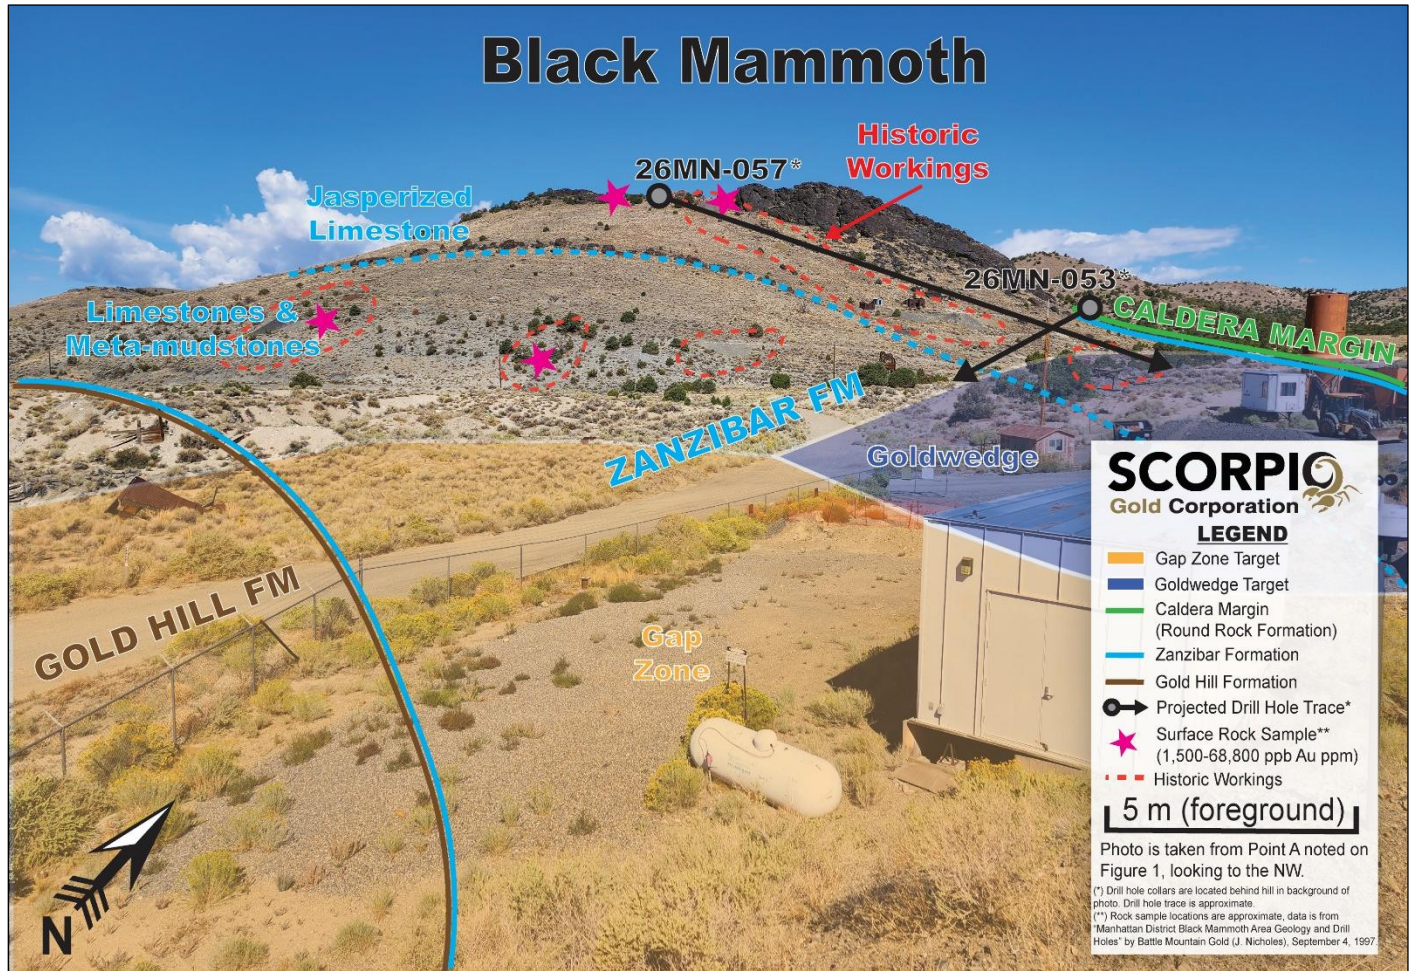 Black Mammoth
Historic
Workings
26MN-057*
Jasperized
Limestone
26MN-053*
CALDERA MARGIN
Limestones &
Meta-mudstones
ZANZIBAR FM
Goldwedge
GOLD HILL FM
Gap
Zone
N
SCORPIO
Gold Corporation
LEGEND
Gap Zone Target
Goldwedge Target
Caldera Margin
(Round Rock Formation)
Zanzibar Formation
Gold Hill Formation
Projected Drill Hole Trace*
Surface Rock Sample**
(1,500-68,800 ppb Au ppm)
Historic Workings
5 m (foreground)
Photo is taken from Point A noted on
Figure 1, looking to the NW.
(*) Drill hole collars are located behind hill in background of
photo. Drill hole trace is approximate.
(**) Rock sample locations are approximate, data is from
"Manhattan District Black Mammoth Area Geology and Drill
Holes" by Battle Mountain Gold (J. Nicholes), September 4, 1997.